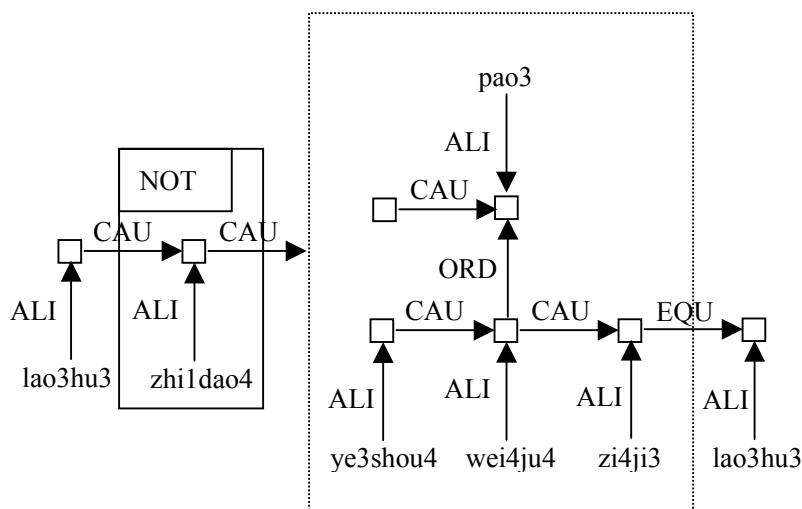 pao3
ALI
NOT
CAU
CAU CAU
ORD
ALI ALI
CAU CAU EQU
lao3hu3 zhi1dao4
ALI ALI ALI ALI
ye3shou4 wei4ju4 zi4ji3 lao3hu3